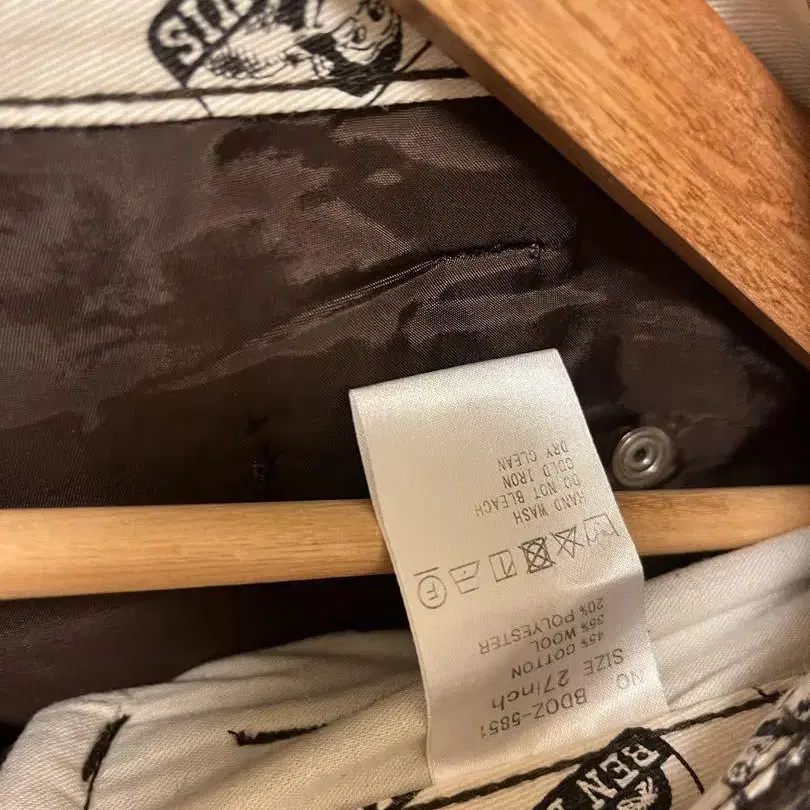 NO BDOZ-5851
SIZE 27inch
45% COTTON
35% WOOL
20% POLYESTER
F
HAND WASH
DO NOT BLEACH
COLD IRON
DRY CLEAN
BEN